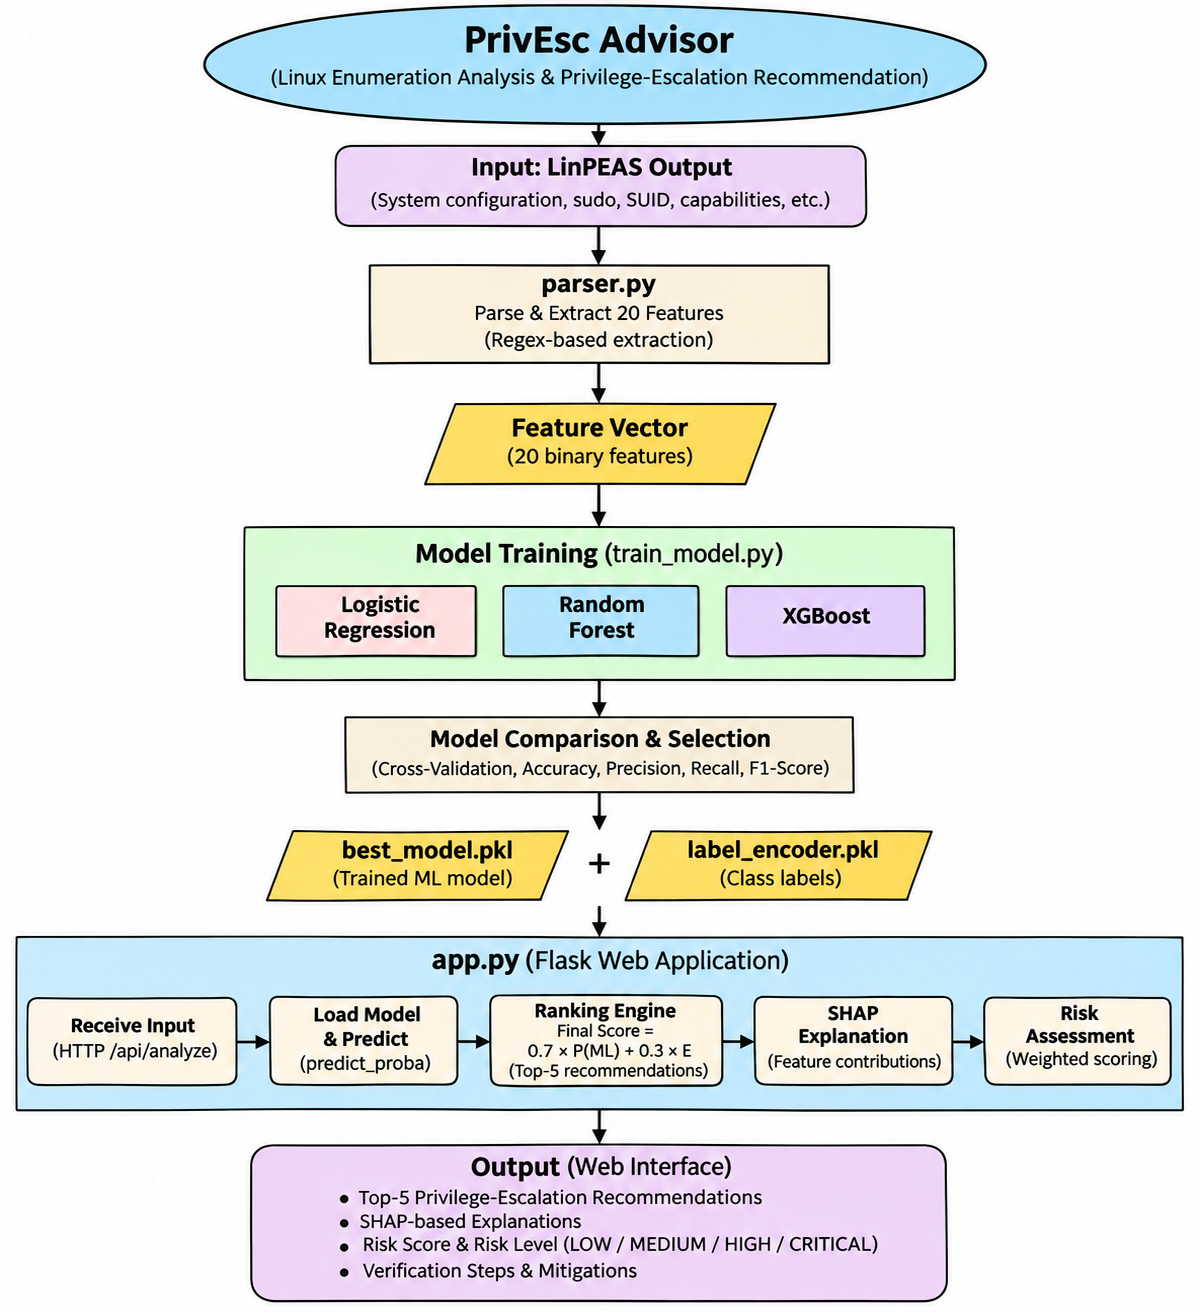 PrivEsc Advisor
(Linux Enumeration Analysis & Privilege-Escalation Recommendation)
Input: LinPEAS Output
(System configuration, sudo, SUID, capabilities, etc.)
parser.py
Parse & Extract 20 Features
(Regex-based extraction)
Feature Vector
(20 binary features)
Model Training (train_model.py)
Logistic
Regression
Random
Forest
XGBoost
Model Comparison & Selection
(Cross-Validation, Accuracy, Precision, Recall, F1-Score)
best_model.pkl
(Trained ML model)
+
label_encoder.pkl
(Class labels)
app.py (Flask Web Application)
Receive Input
(HTTP /api/analyze)
Load Model
& Predict
(predict_proba)
Ranking Engine
Final Score =
0.7 × P(ML) + 0.3 × E
(Top-5 recommendations)
SHAP
Explanation
(Feature contributions)
Risk
Assessment
(Weighted scoring)
Output (Web Interface)
• Top-5 Privilege-Escalation Recommendations
• SHAP-based Explanations
• Risk Score & Risk Level (LOW / MEDIUM / HIGH / CRITICAL)
• Verification Steps & Mitigations